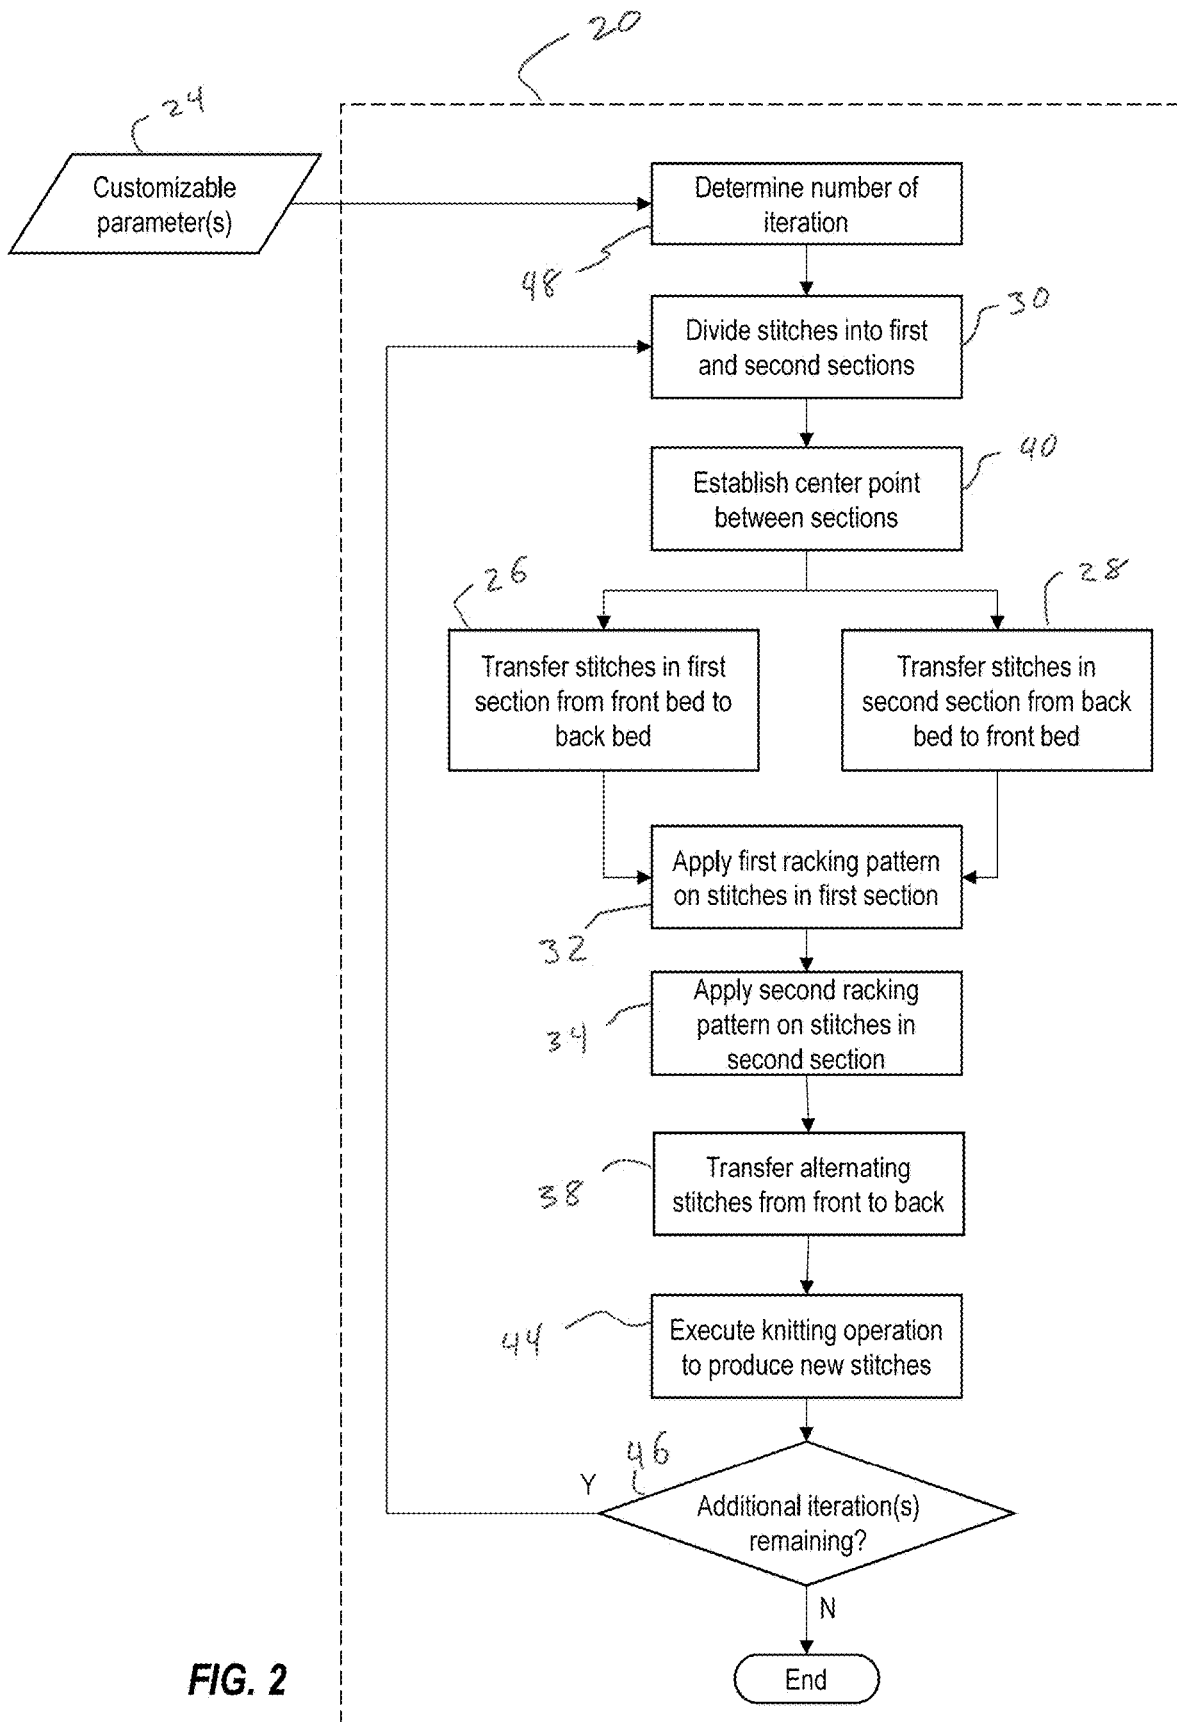 20
24
Customizable
parameter(s)
Determine number of
iteration
48
30
Divide stitches into first
and second sections
40
Establish center point
between sections
26
28
Transfer stitches in first
section from front bed to
back bed
Transfer stitches in
second section from back
bed to front bed
Apply first racking pattern
on stitches in first section
32
Apply second racking
pattern on stitches in
second section
34
Transfer alternating
stitches from front to back
38
Execute knitting operation
to produce new stitches
44
46
Y
Additional iteration(s)
remaining?
N
End
FIG. 2